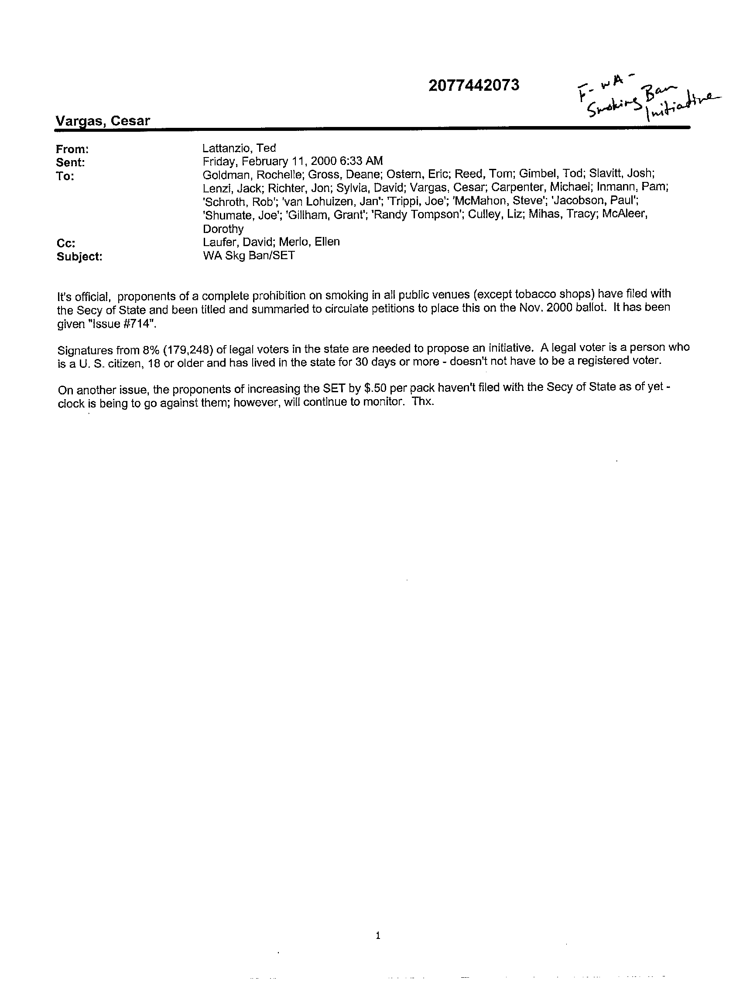 2077442073
F- WA -
Smoking Ban
Initiative
Vargas, Cesar
From: Lattanzio, Ted
Sent: Friday, February 11, 2000 6:33 AM
To: Goldman, Rochelle; Gross, Deane; Ostern, Eric; Reed, Tom; Gimbel, Tod; Slavitt, Josh;
Lenzi, Jack; Richter, Jon; Sylvia, David; Vargas, Cesar; Carpenter, Michael; Inmann, Pam;
'Schroth, Rob'; 'van Lohuizen, Jan'; 'Trippi, Joe'; 'McMahon, Steve'; 'Jacobson, Paul';
'Shumate, Joe'; 'Gillham, Grant'; 'Randy Tompson'; Culley, Liz; Mihas, Tracy; McAleer,
Dorothy
Cc: Laufer, David; Merlo, Ellen
Subject: WA Skg Ban/SET
It's official, proponents of a complete prohibition on smoking in all public venues (except tobacco shops) have filed with
the Secy of State and been titled and summaried to circulate petitions to place this on the Nov. 2000 ballot. It has been
given "Issue #714".
Signatures from 8% (179,248) of legal voters in the state are needed to propose an initiative. A legal voter is a person who
is a U. S. citizen, 18 or older and has lived in the state for 30 days or more - doesn't not have to be a registered voter.
On another issue, the proponents of increasing the SET by $.50 per pack haven't filed with the Secy of State as of yet -
clock is being to go against them; however, will continue to monitor. Thx.
1